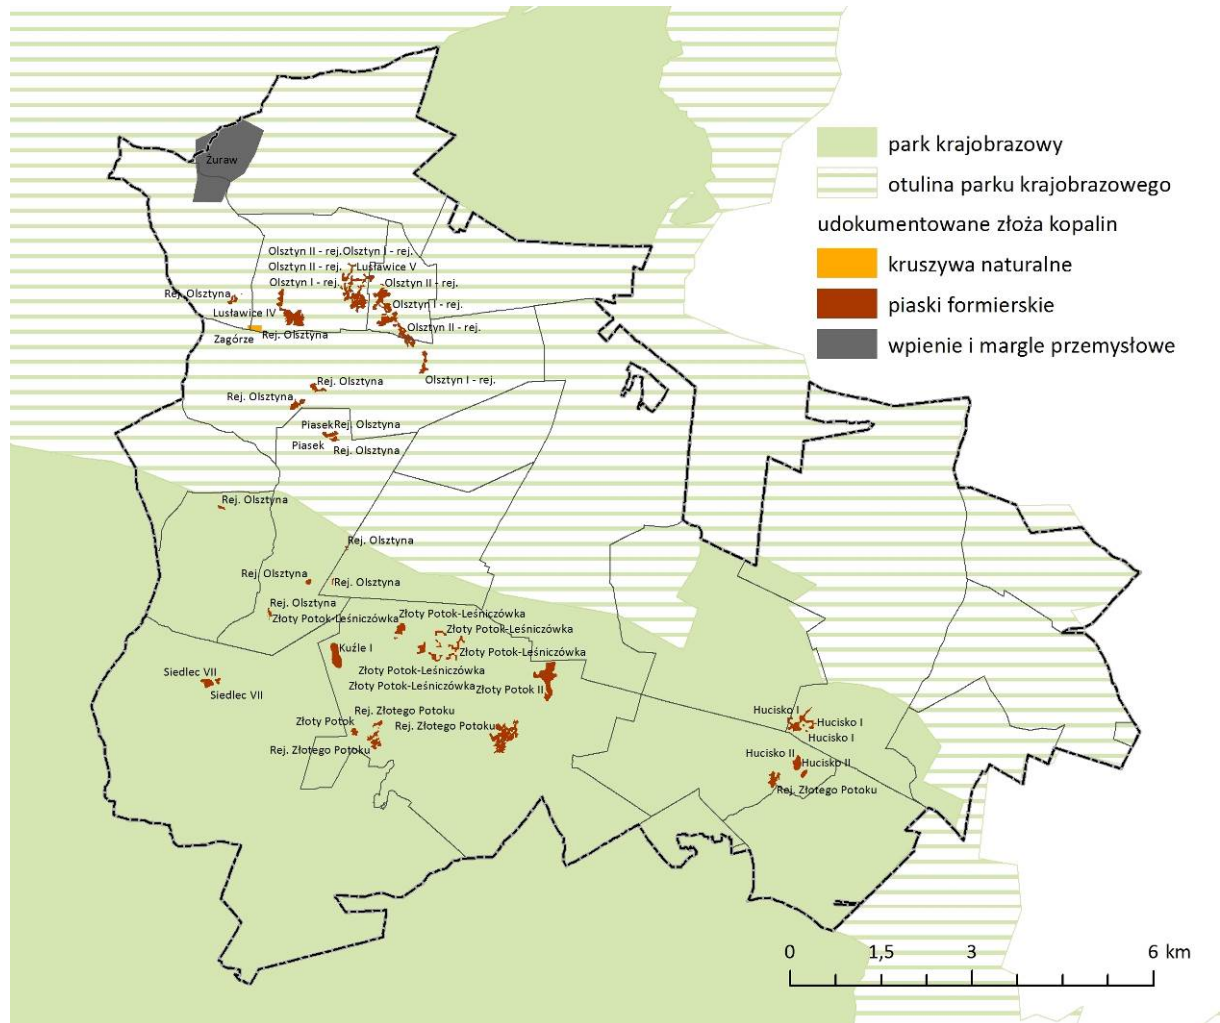 park krajobrazowy
otulina parku krajobrazowego
udokumentowane złoża kopalin
kruszywa naturalne
piaski formierskie
wpienie i margle przemysłowe
Żuraw
Olsztyn II - rej. Olsztyn I - rej.
Olsztyn II - rej. Lusławice V
Olsztyn I - rej. Olsztyn II - rej.
Rej. Olsztyna
Olsztyn I - rej.
Lusławice IV
Olsztyn II - rej.
Zagórze Rej. Olsztyna
Olsztyn I - rej.
Rej. Olsztyna
Rej. Olsztyna
Piasek Rej. Olsztyna
Piasek Rej. Olsztyna
Rej. Olsztyna
Rej. Olsztyna
Rej. Olsztyna Rej. Olsztyna
Rej. Olsztyna
Złoty Potok-Leśniczówka Złoty Potok-Leśniczówka
Złoty Potok-Leśniczówka
Kuźle I Złoty Potok-Leśniczówka
Siedlec VII Złoty Potok-Leśniczówka
Siedlec VII Złoty Potok-Leśniczówka Złoty Potok II
Rej. Złotego Potoku
Złoty Potok Rej. Złotego Potoku
Rej. Złotego Potoku
Hucisko I
Hucisko I
Hucisko I
Hucisko II
Hucisko II
Rej. Złotego Potoku
0 1,5 3 6 km